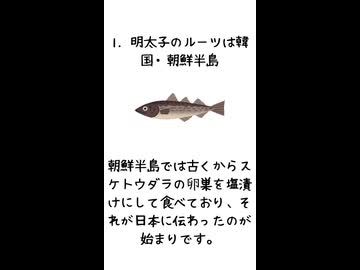 1. 明太子のルーツは韓
国・朝鮮半島
朝鮮半島では古くからス
ケトウダラの卵巣を塩漬
けにして食べており、そ
れが日本に伝わったのが
始まりです。